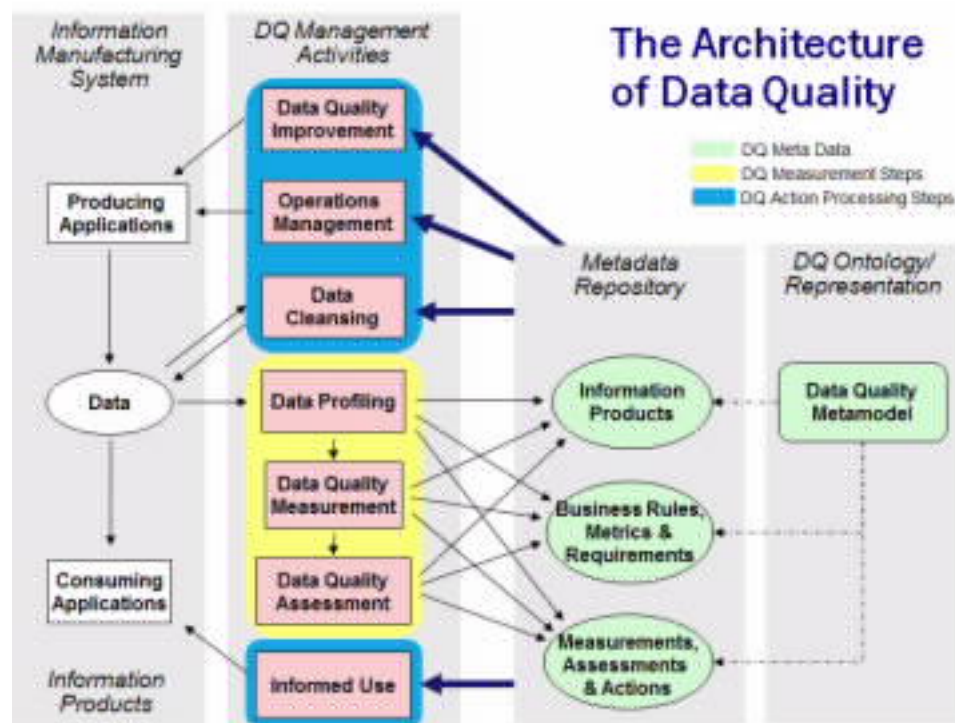 Information
Manufacturing
System
DQ Management
Activities
The Architecture
of Data Quality
DQ Meta Data
DQ Measurement Steps
DQ Action Processing Steps
Data Quality
Improvement
Producing
Applications
Operations
Management
Metadata
Repository
DQ Ontology/
Representation
Data
Cleansing
Data
Data Profiling
Information
Products
Data Quality
Metamodel
Data Quality
Measurement
Business Rules,
Metrics &
Requirements
Consuming
Applications
Data Quality
Assessment
Measurements,
Assessments
& Actions
Information
Products
Informed Use